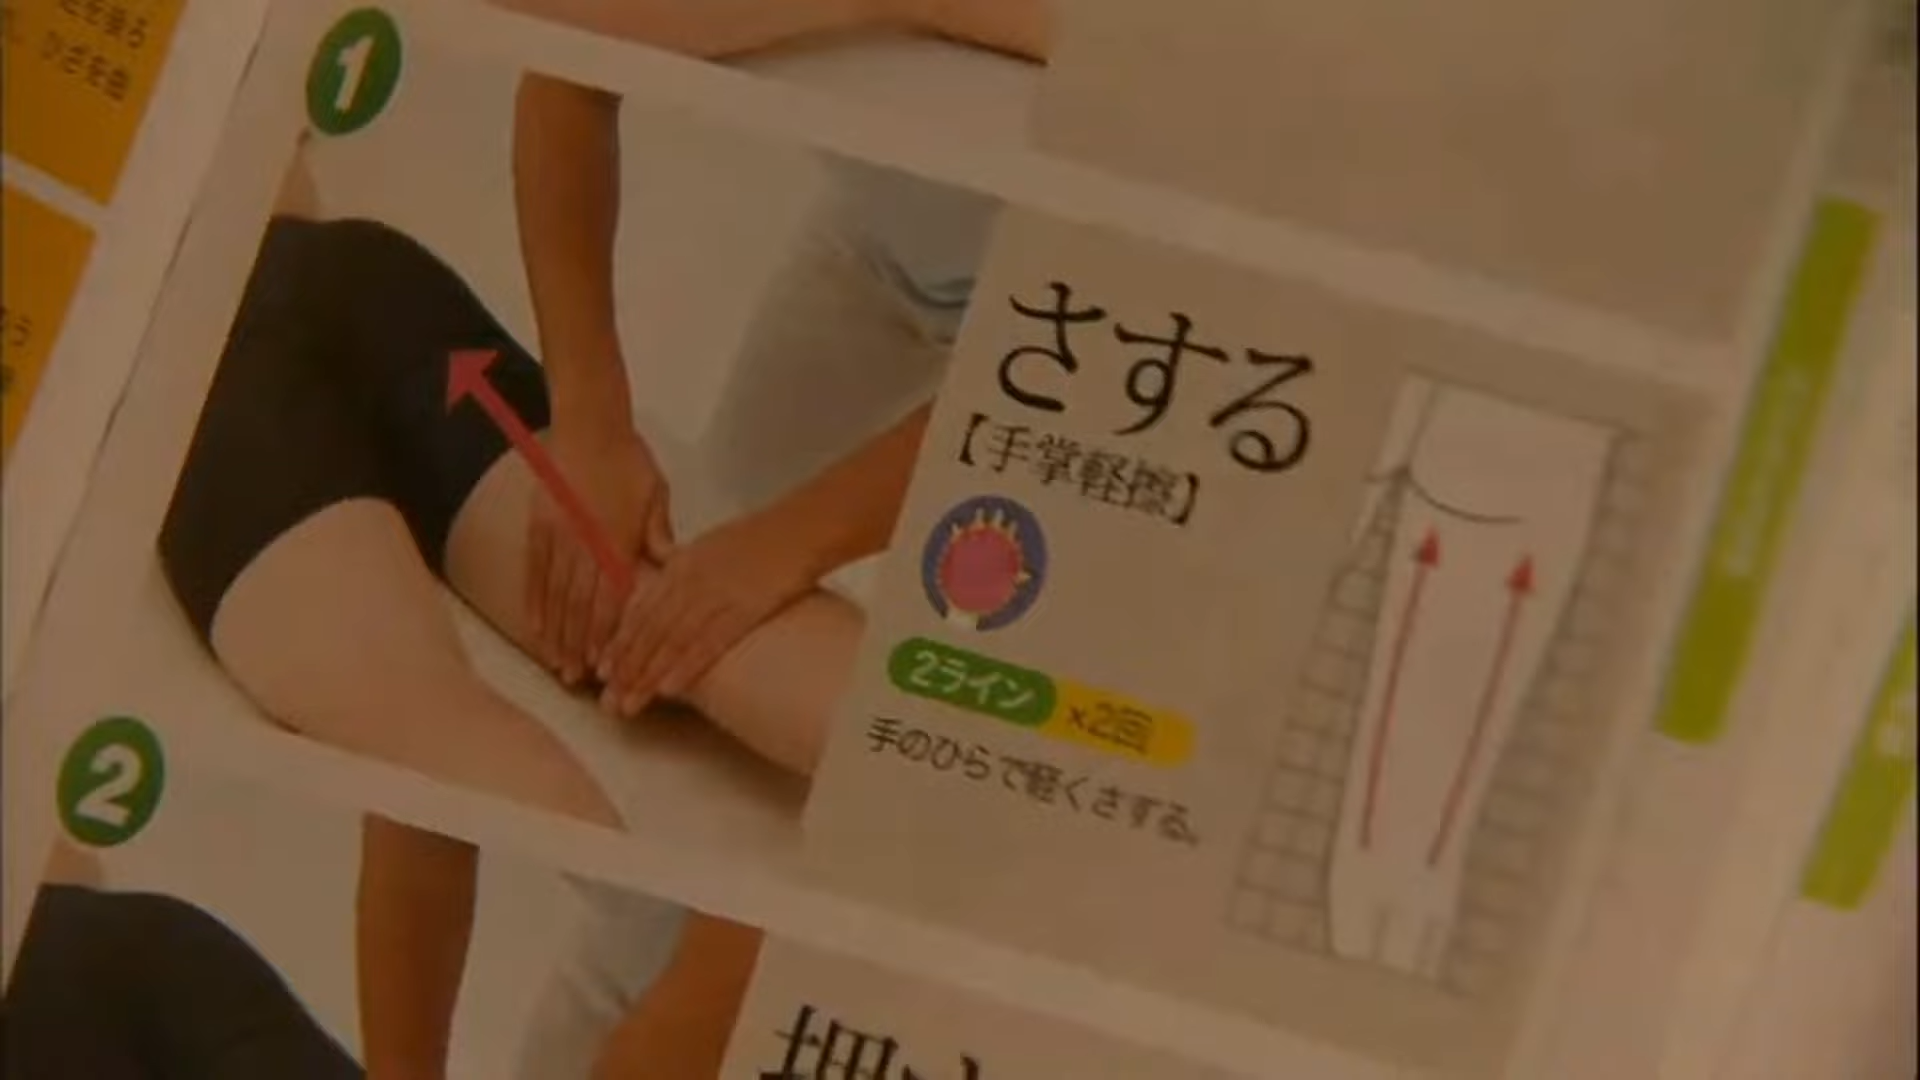 1
さする
【手掌軽擦】
2ライン ×2回
手のひらで軽くさする。
2